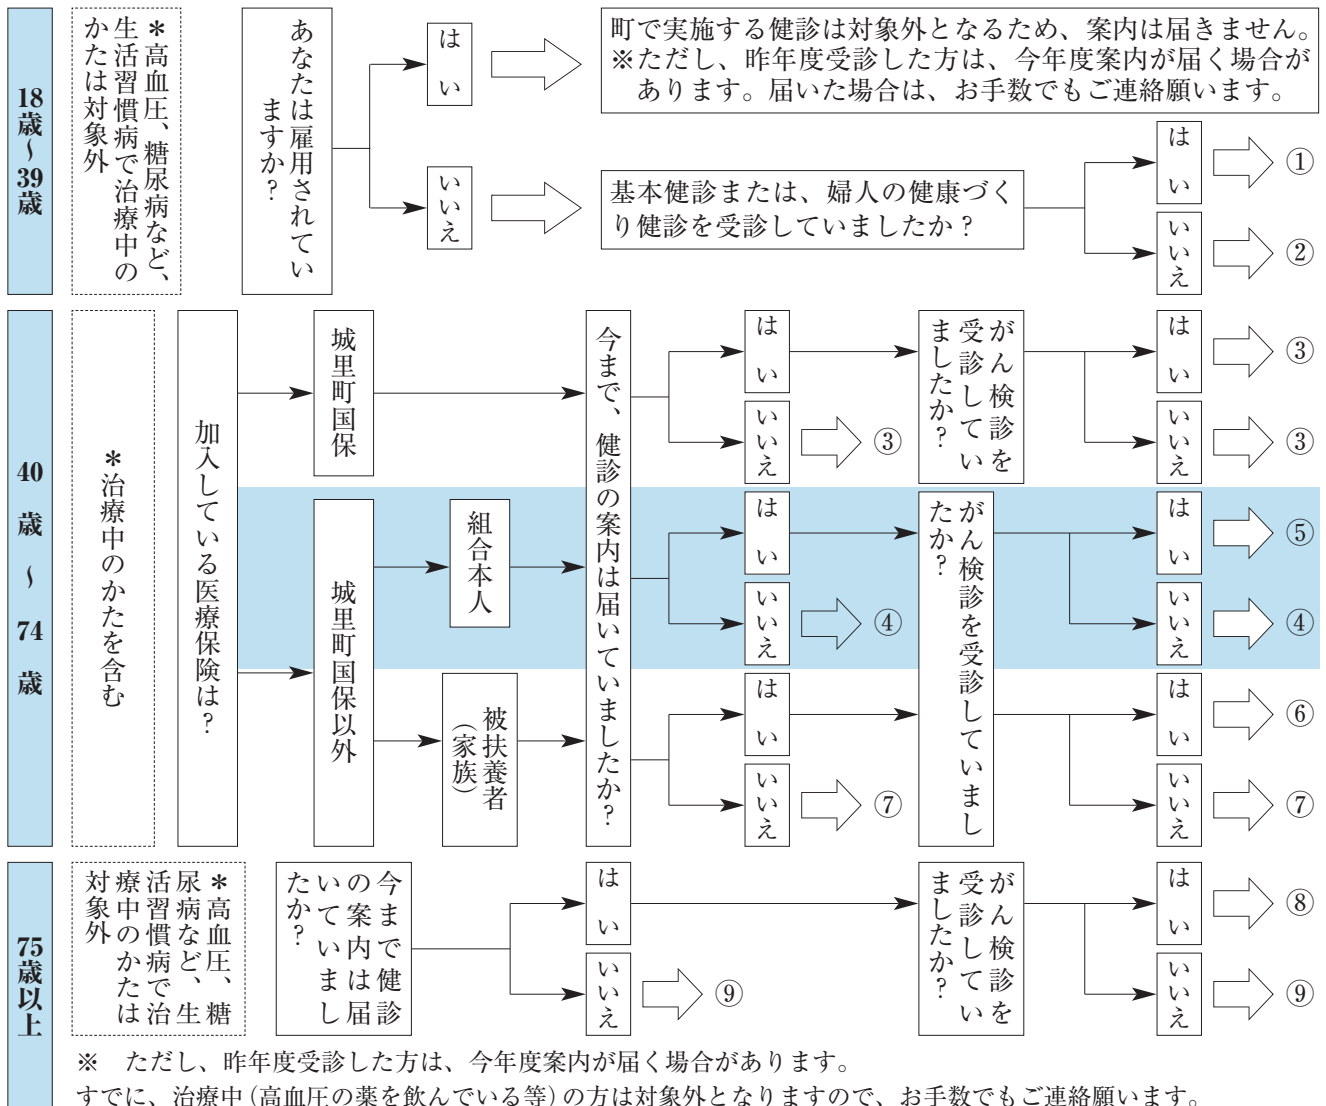 18歳〜39歳
＊高血圧、糖尿病など、
生活習慣病で治療中の
かたは対象外
あなたは雇用されてい
ますか？
はい
町で実施する健診は対象外となるため、案内は届きません。
※ただし、昨年度受診した方は、今年度案内が届く場合が
あります。届いた場合は、お手数でもご連絡願います。
いいえ
基本健診または、婦人の健康づく
り健診を受診していましたか？
はい
①
いいえ
②
40歳〜74歳
＊治療中のかたを含む
加入している医療保険は？
城里町国保
城里町国保以外
組合本人
被扶養者
（家族）
今まで、健診の案内は届いていましたか？
はい
がん検診を
受診してい
ましたか？
はい
③
いいえ
③
いいえ
③
はい
がん検診を受診していまし
たか？
はい
⑤
いいえ
④
いいえ
④
はい
はい
⑥
いいえ
⑦
いいえ
⑦
75歳以上
＊高血圧、糖
尿病など、生
活習慣病で治
療中のかたは
対象外
今まで健診
の案内は届
いていまし
たか？
はい
がん検診を
受診してい
ましたか？
はい
⑧
いいえ
⑨
いいえ
⑨
※　ただし、昨年度受診した方は、今年度案内が届く場合があります。
すでに、治療中（高血圧の薬を飲んでいる等）の方は対象外となりますので、お手数でもご連絡願います。